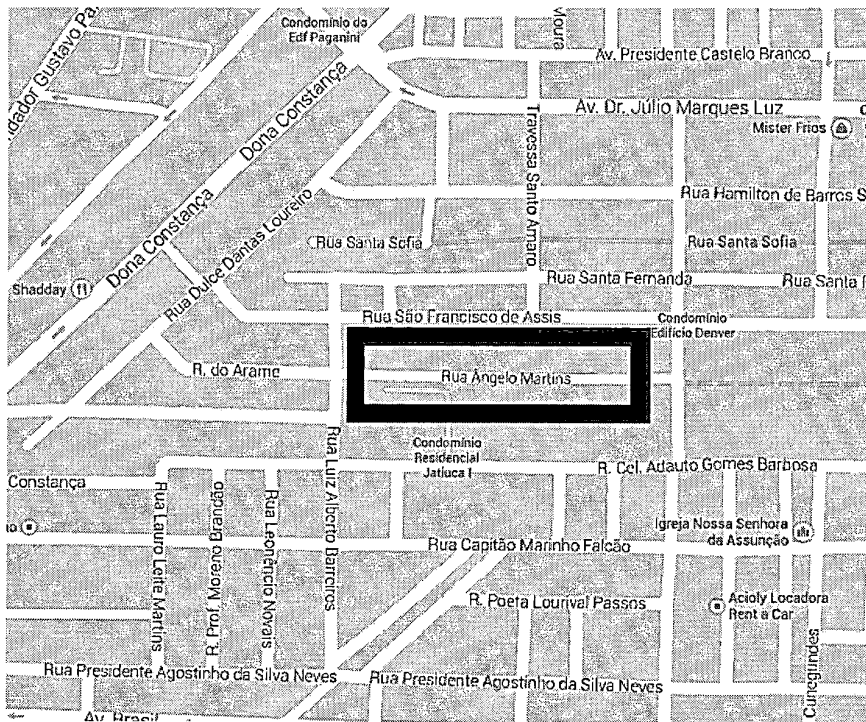 Condomínio do
Edf Paganini
Av. Presidente Castelo Branco
Av. Dr. Júlio Marques Luz
Mister Frios
Dona Constança
Dona Constança
Travessa Santo Amaro
Rua Hamilton de Barros S
Rua Dulce Dantas Loureiro
Rua Santa Sofia
Rua Santa Sofia
Rua Santa Fernanda
Rua Santa
Shadday
Rua São Francisco de Assis
Condomínio
Edifício Denver
R. do Arame
Rua Ângelo Martins
Condomínio
Residencial
Jatiuca I
R. Cel. Adauto Gomes Barbosa
Constança
Rua Lauro Leite Martins
R. Prof. Moreno Brandão
Rua Leonêncio Novais
Rua Luiz Alberto Barreiros
Igreja Nossa Senhora
da Assunção
Rua Capitão Marinho Falcão
R. Poeta Lourival Passos
Acioly Locadora
Rent a Car
Cunegundes
Rua Presidente Agostinho da Silva Neves
Rua Presidente Agostinho da Silva Neves
Av. Brasil